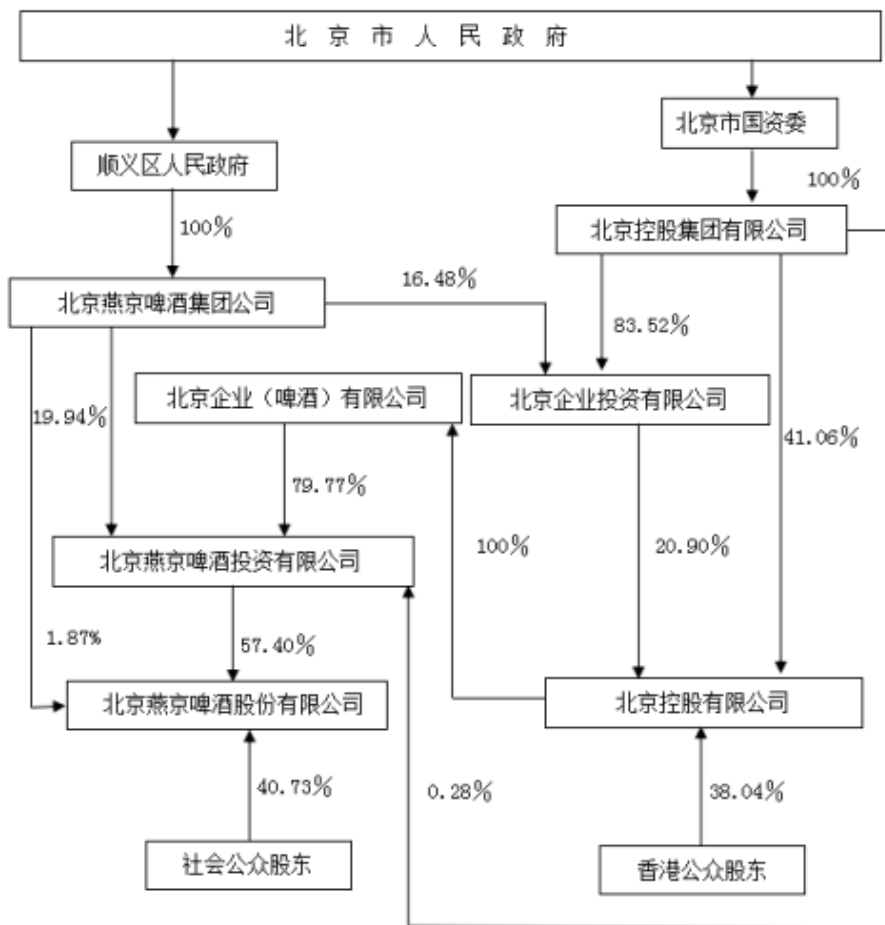 北京市人民政府
北京市国资委
顺义区人民政府
100%
100%
北京控股集团有限公司
16.48%
北京燕京啤酒集团公司
83.52%
北京企业（啤酒）有限公司
北京企业投资有限公司
19.94%
41.06%
79.77%
100%
20.90%
北京燕京啤酒投资有限公司
1.87%
57.40%
北京燕京啤酒股份有限公司
北京控股有限公司
40.73%
0.28%
38.04%
社会公众股东
香港公众股东